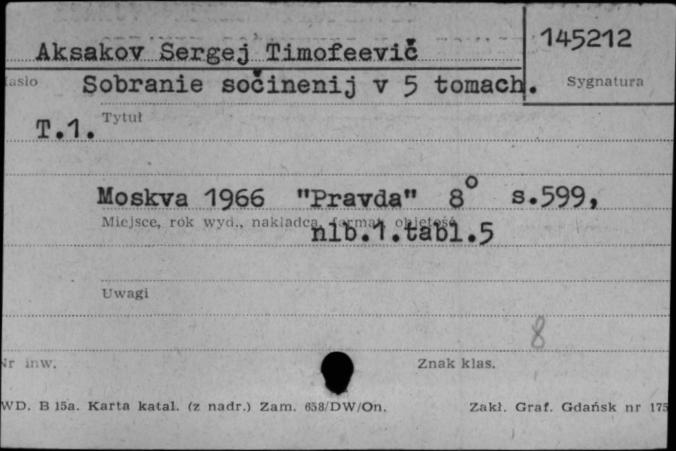 145212
Aksakov Sergej Timofeevič
Sobranie sočinenij v 5 tomach.
Sygnatura
T.1.
Tytuł
Moskva 1966 "Pravda" 8° s.599,
Miejsce, rok wyd., nakładca, format, objętość
nlb.1.tabl.5
Uwagi
8
Nr inw.
Znak klas.
WD. B 15a. Karta katal. (z nadr.) Zam. 658/DW/On.
Zakł. Graf. Gdańsk nr 175